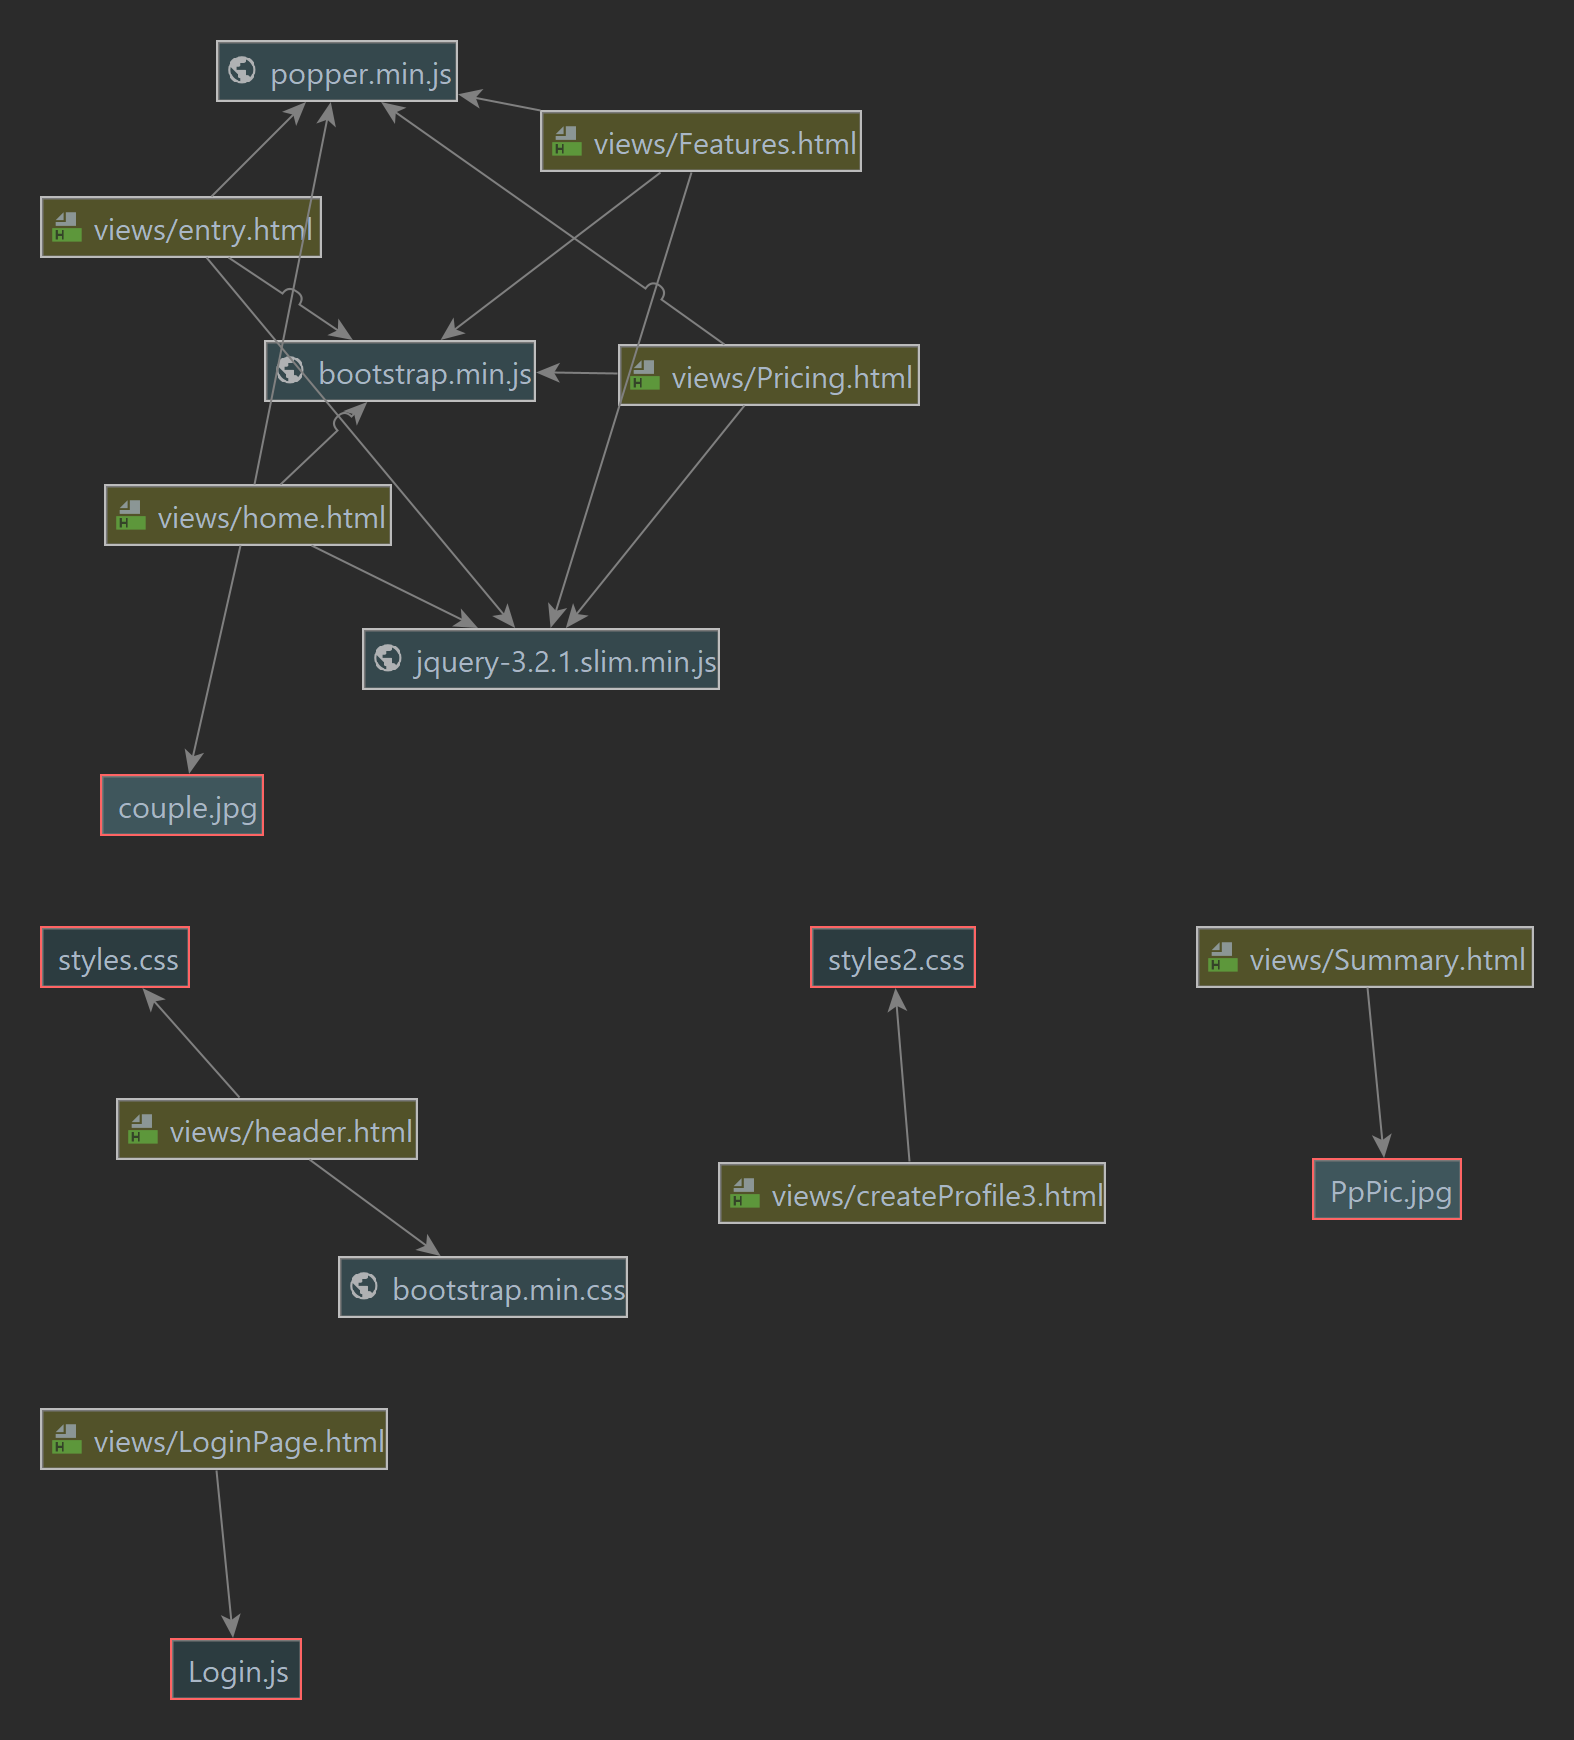 popper.min.js
views/Features.html
views/entry.html
bootstrap.min.js
views/Pricing.html
views/home.html
jquery-3.2.1.slim.min.js
couple.jpg
styles.css
styles2.css
views/Summary.html
views/header.html
views/createProfile3.html
PpPic.jpg
bootstrap.min.css
views/LoginPage.html
Login.js